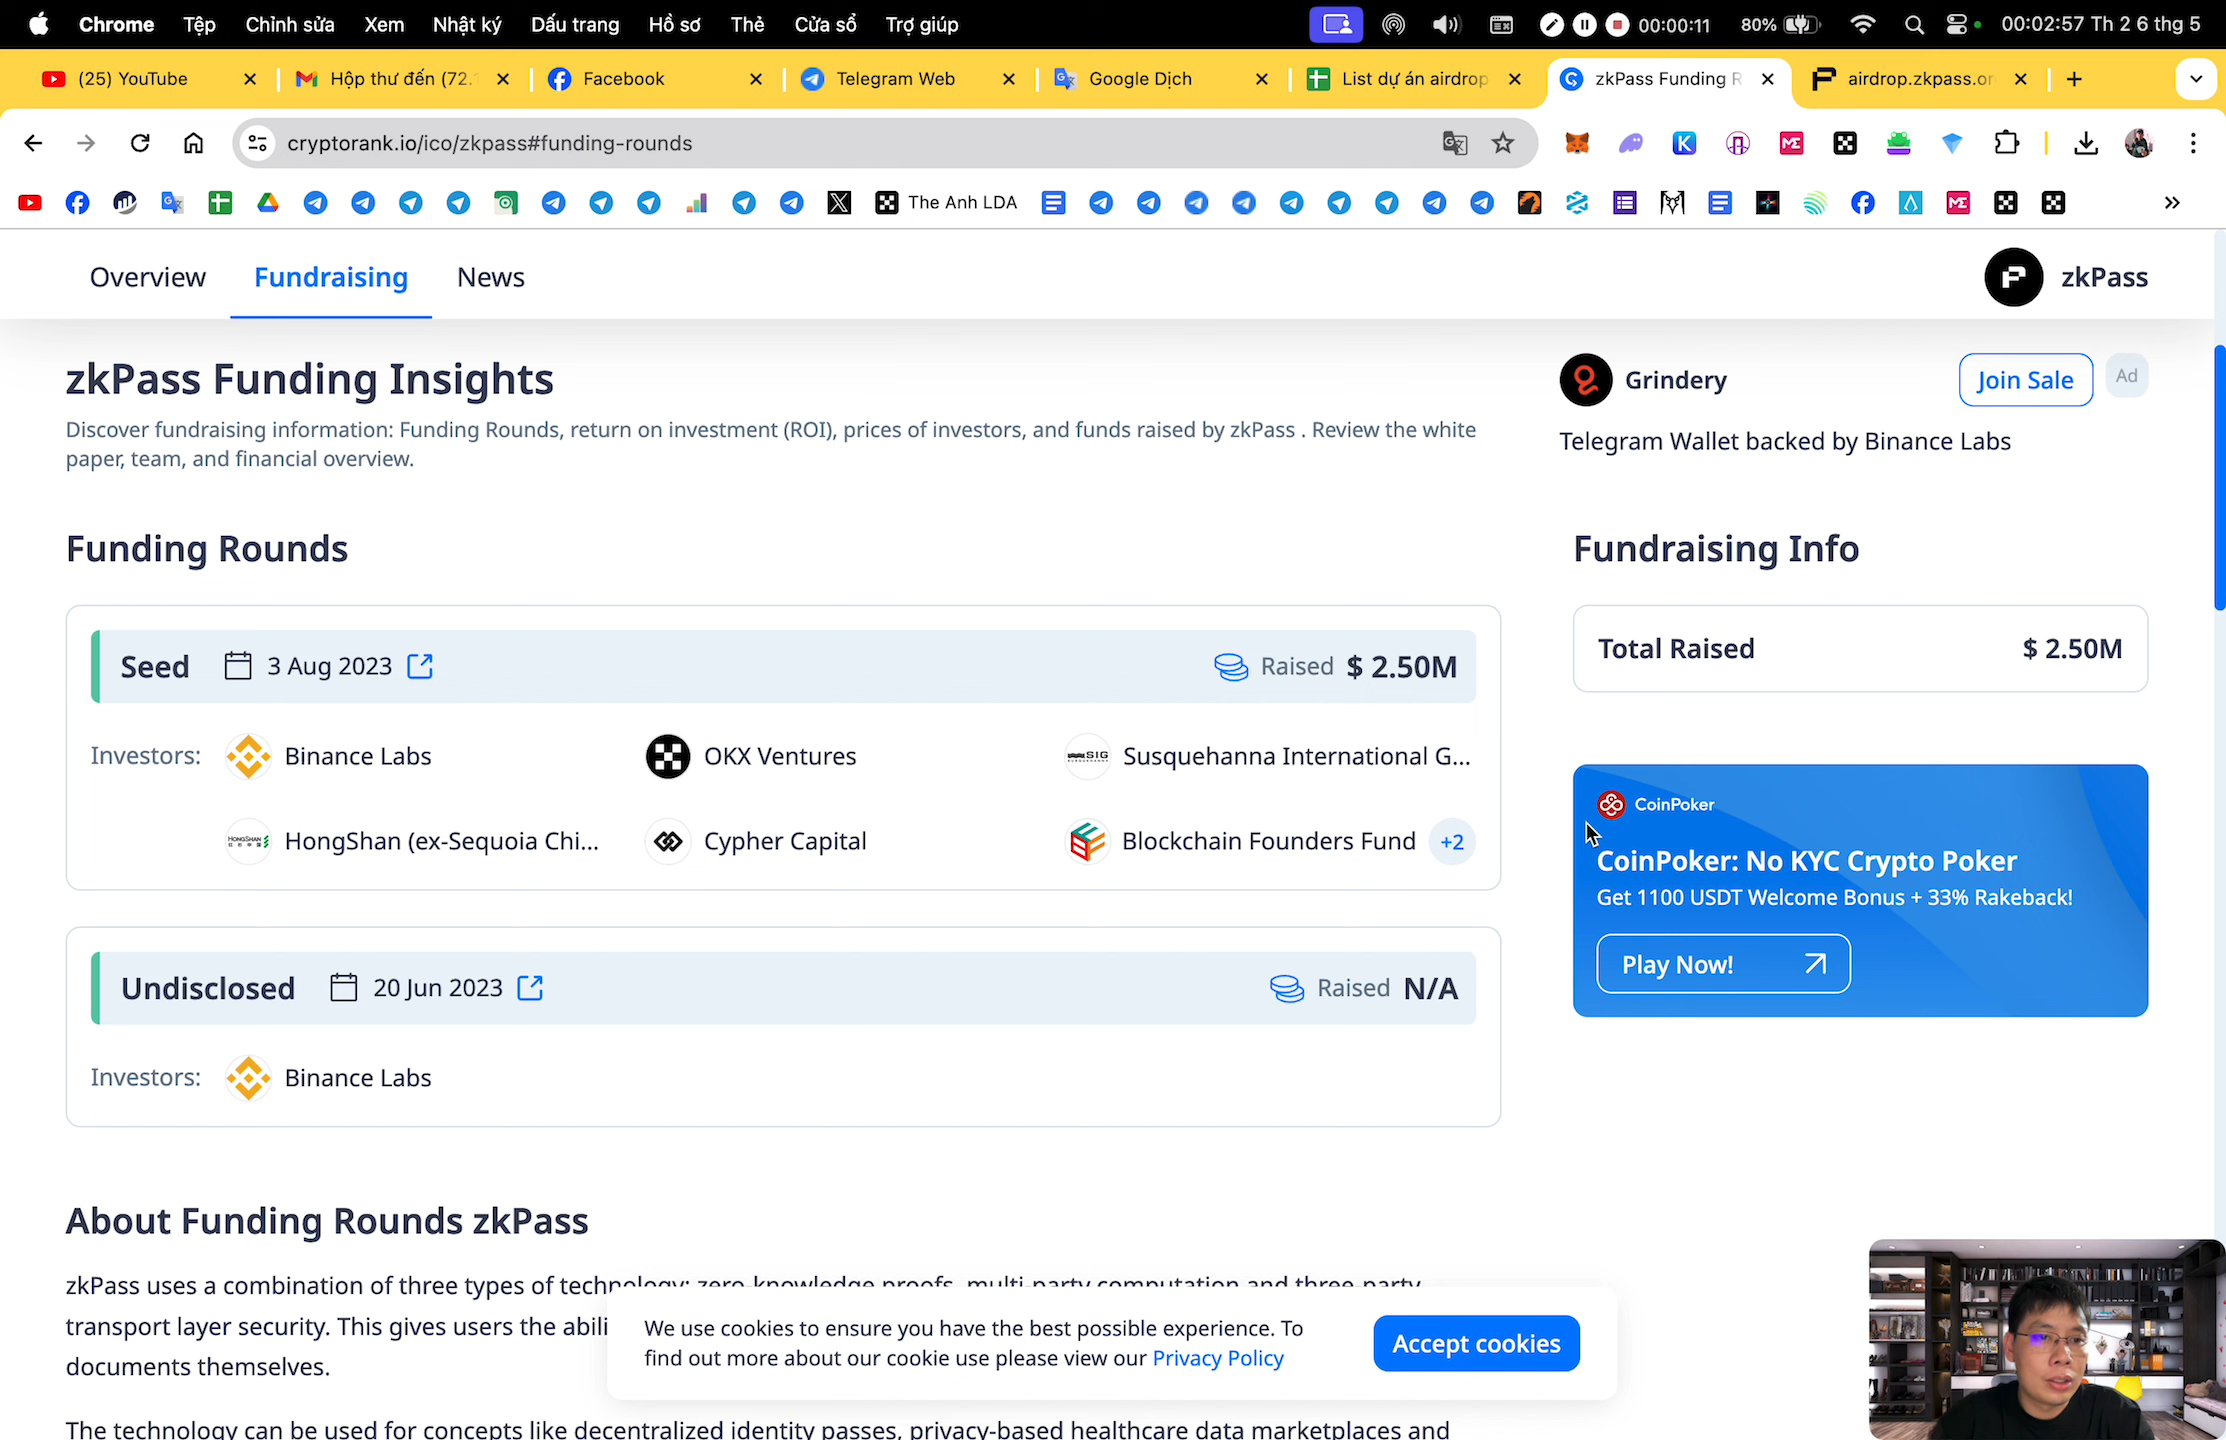 Chrome Tệp Chỉnh sửa Xem Nhật ký Dấu trang Hồ sơ Thẻ Cửa sổ Trợ giúp 00:00:11 80% 00:02:57 Th 2 6 thg 5
(25) YouTube Hộp thư đến (72. Facebook Telegram Web Google Dịch List dự án airdrop zkPass Funding R airdrop.zkpass.or
cryptorank.io/ico/zkpass#funding-rounds
The Anh LDA
Overview Fundraising News zkPass
zkPass Funding Insights
Discover fundraising information: Funding Rounds, return on investment (ROI), prices of investors, and funds raised by zkPass . Review the white
paper, team, and financial overview.
Grindery Join Sale Ad
Telegram Wallet backed by Binance Labs
Funding Rounds
Fundraising Info
Seed 3 Aug 2023 Raised $ 2.50M
Total Raised $ 2.50M
Investors: Binance Labs OKX Ventures Susquehanna International G...
HongShan (ex-Sequoia Chi... Cypher Capital Blockchain Founders Fund +2
CoinPoker
CoinPoker: No KYC Crypto Poker
Get 1100 USDT Welcome Bonus + 33% Rakeback!
Play Now!
Undisclosed 20 Jun 2023 Raised N/A
Investors: Binance Labs
About Funding Rounds zkPass
zkPass uses a combination of three types of technology: zero-knowledge proofs, multi-party computation and three-party
transport layer security. This gives users the abili
documents themselves.
We use cookies to ensure you have the best possible experience. To
find out more about our cookie use please view our Privacy Policy
Accept cookies
The technology can be used for concepts like decentralized identity passes, privacy-based healthcare data marketplaces and